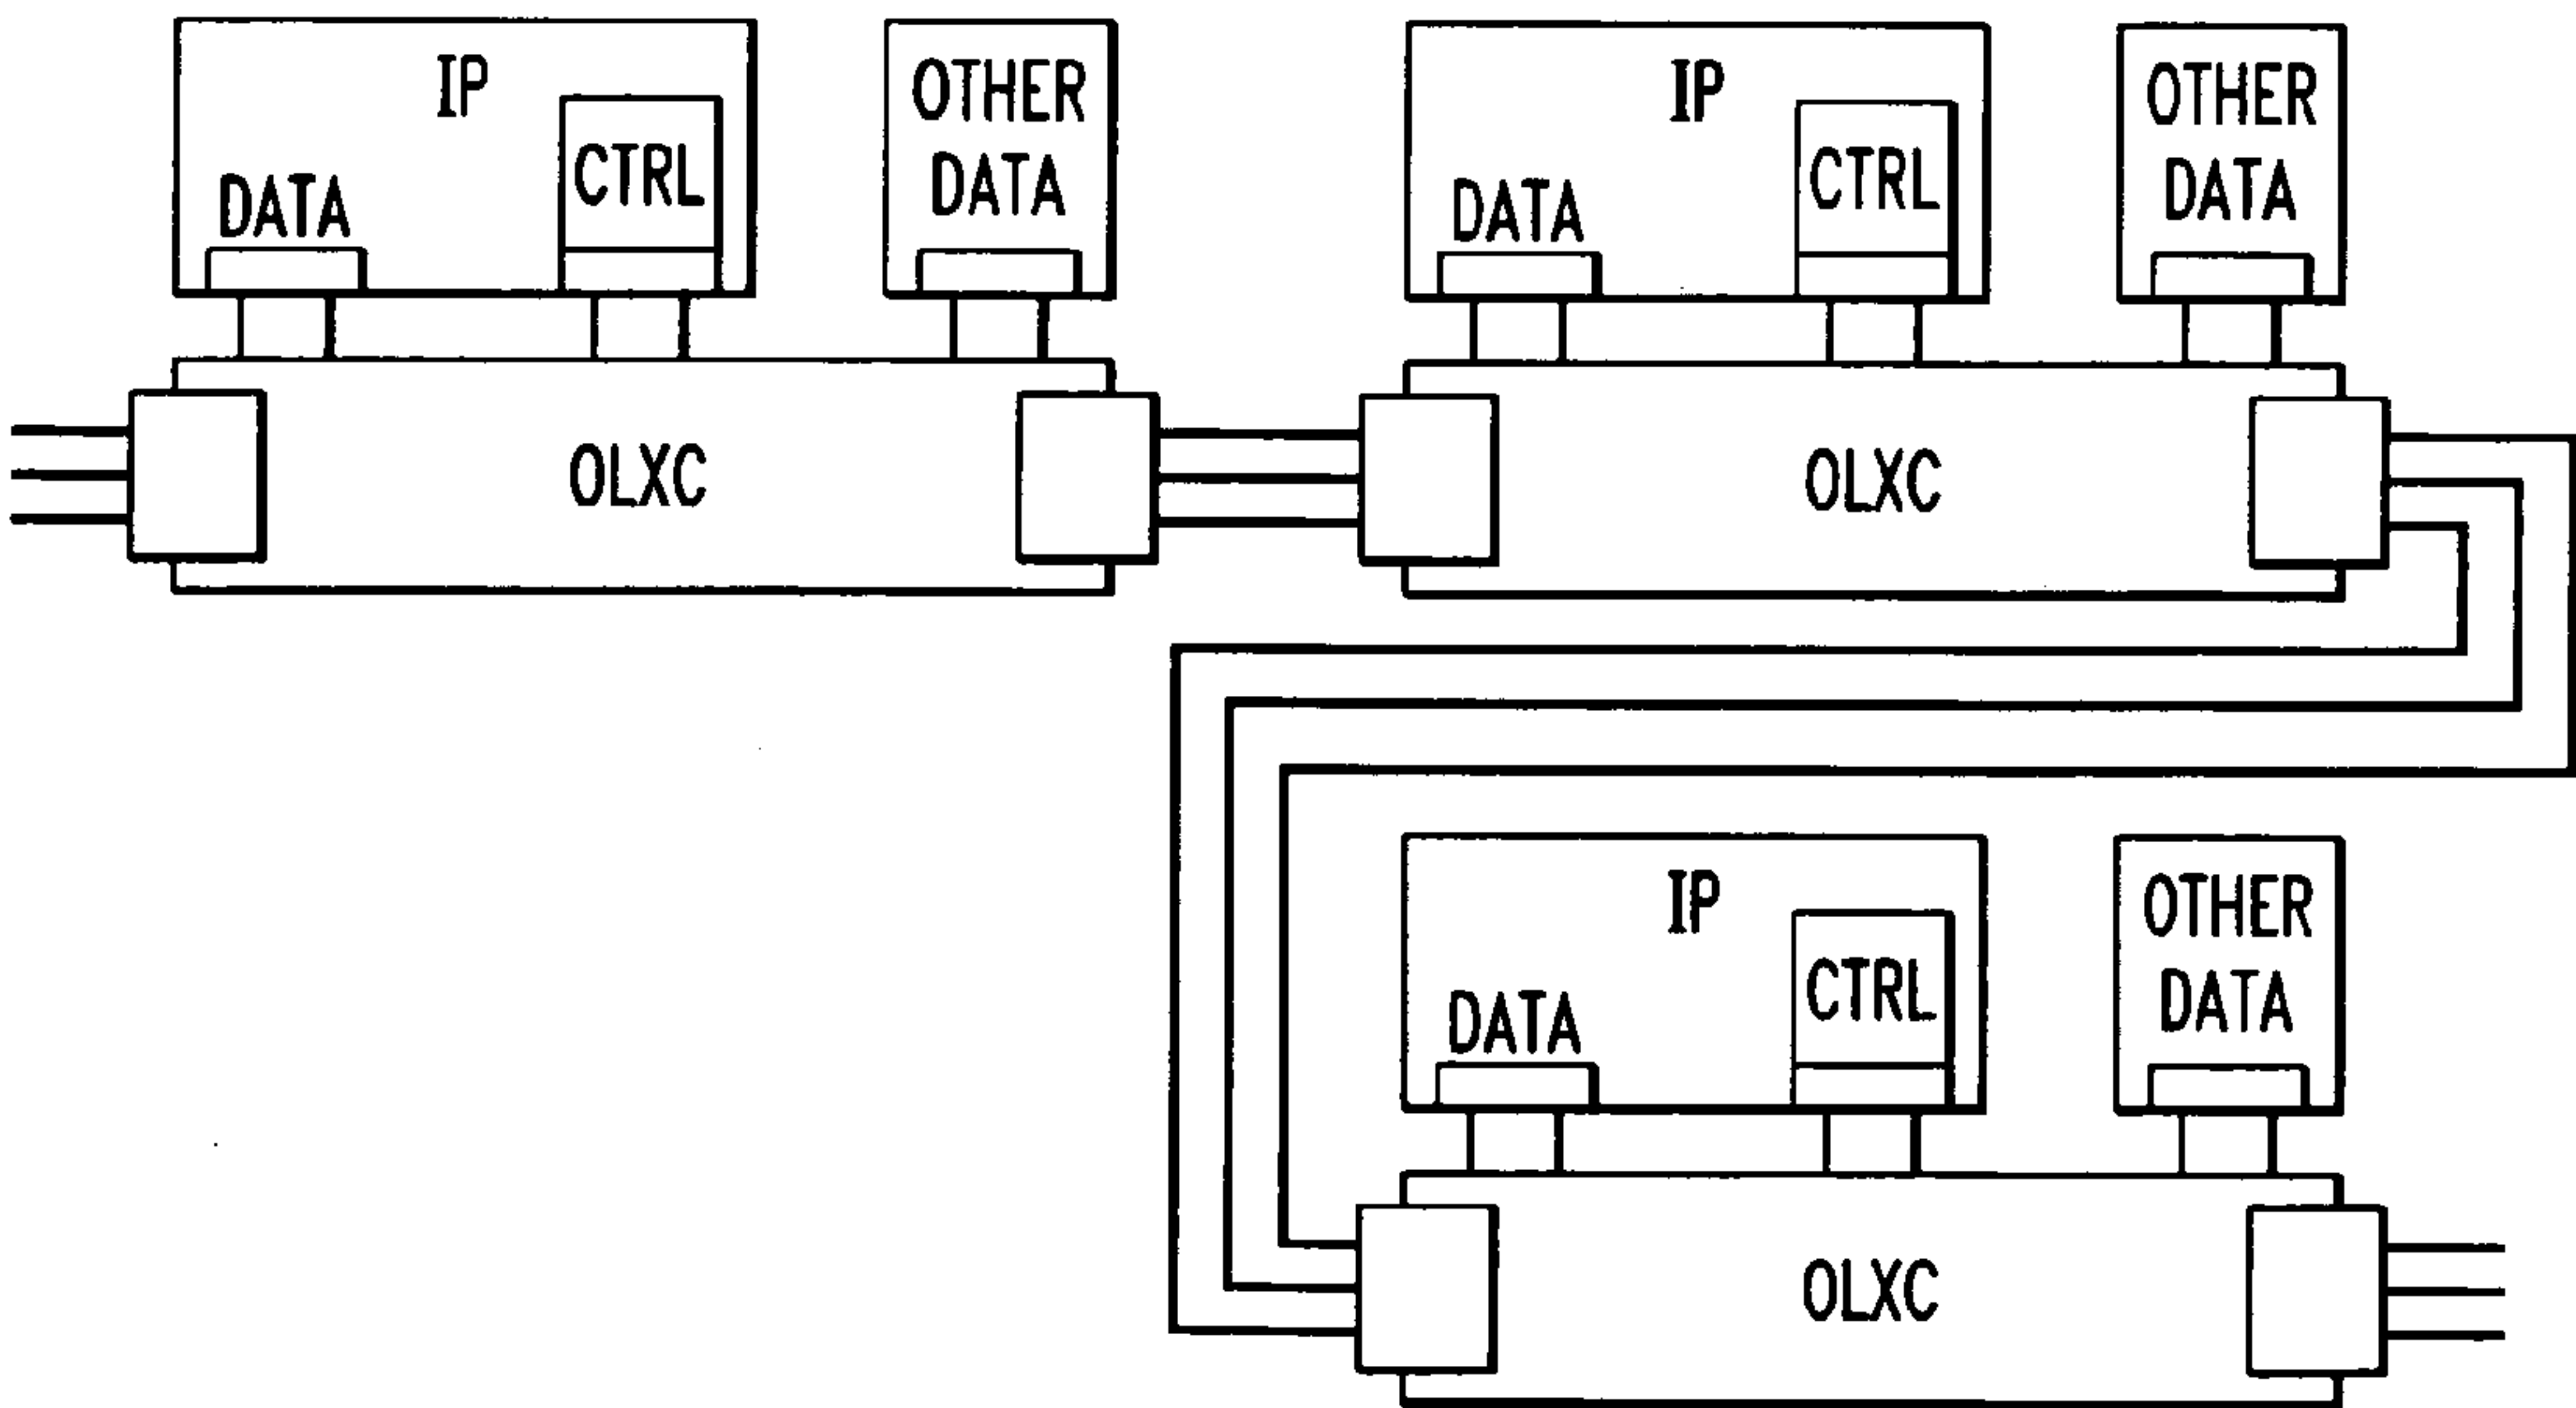 IP
CTRL
DATA
OTHER
DATA
OLXC
IP
CTRL
DATA
OTHER
DATA
OLXC
IP
CTRL
DATA
OTHER
DATA
OLXC